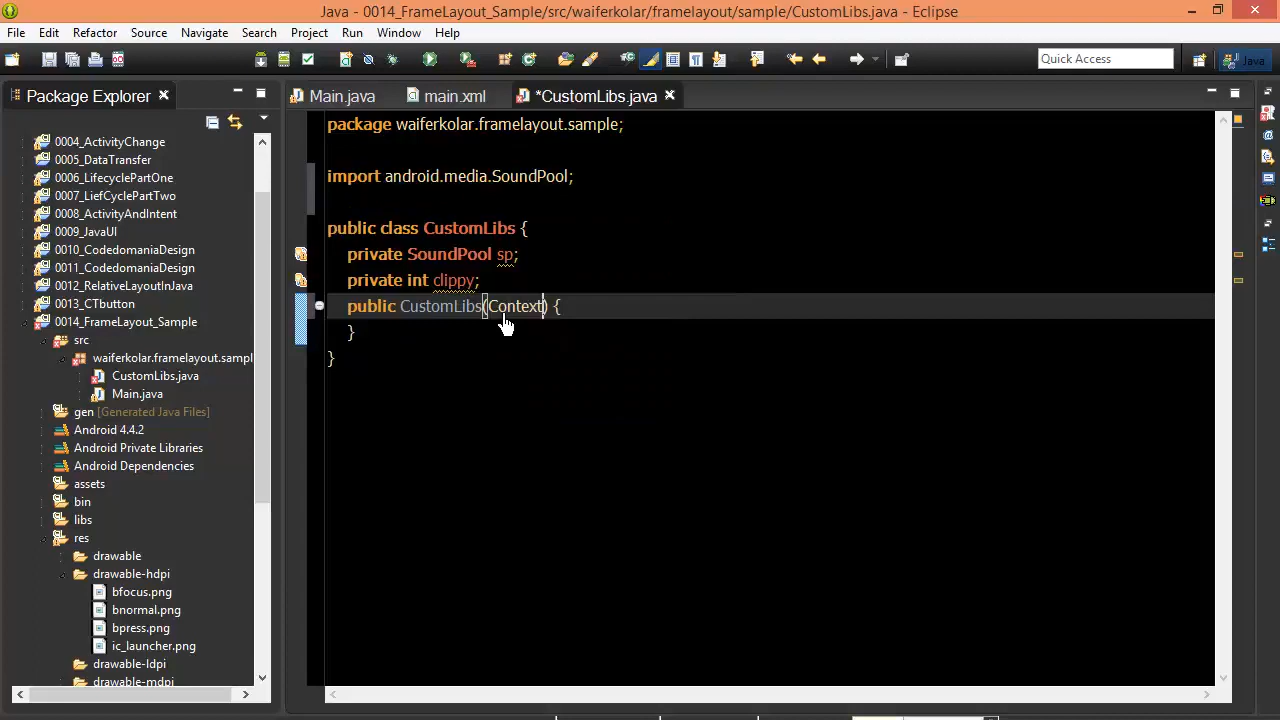 Java - 0014_FrameLayout_Sample/src/waiferkolar/framelayout/sample/CustomLibs.java - Eclipse
File Edit Refactor Source Navigate Search Project Run Window Help
Quick Access
Java
Package Explorer
Main.java
main.xml
*CustomLibs.java
0004_ActivityChange
0005_DataTransfer
0006_LifecyclePartOne
0007_LiefCyclePartTwo
0008_ActivityAndIntent
0009_JavaUI
0010_CodedomaniaDesign
0011_CodedomaniaDesign
0012_RelativeLayoutInJava
0013_CTbutton
0014_FrameLayout_Sample
src
waiferkolar.framelayout.sampl
CustomLibs.java
Main.java
gen [Generated Java Files]
Android 4.4.2
Android Private Libraries
Android Dependencies
assets
bin
libs
res
drawable
drawable-hdpi
bfocus.png
bnormal.png
bpress.png
ic_launcher.png
drawable-ldpi
drawable-mdpi
package waiferkolar.framelayout.sample;
import android.media.SoundPool;
public class CustomLibs {
private SoundPool sp;
private int clippy;
public CustomLibs(Context) {
}
}